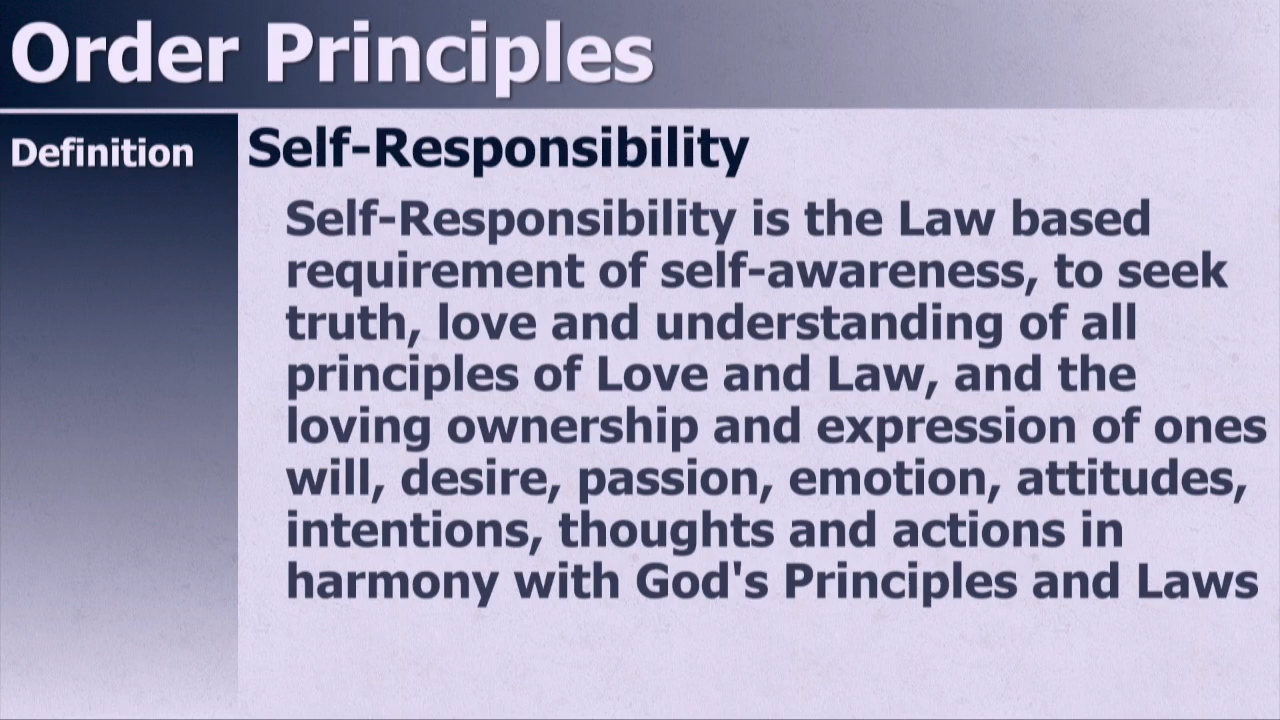 Order Principles
Definition
Self-Responsibility
Self-Responsibility is the Law based
requirement of self-awareness, to seek
truth, love and understanding of all
principles of Love and Law, and the
loving ownership and expression of ones
will, desire, passion, emotion, attitudes,
intentions, thoughts and actions in
harmony with God's Principles and Laws